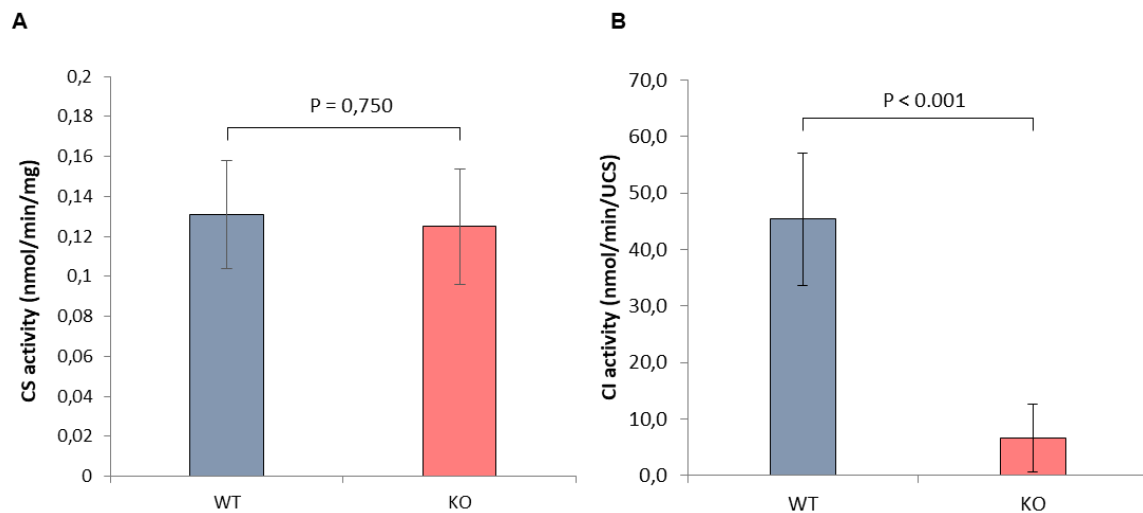 A
CS activity (nmol/min/mg)
0,2
0,18
0,16
0,14
0,12
0,1
0,08
0,06
0,04
0,02
0
P = 0,750
WT KO
B
CI activity (nmol/min/UCS)
70,0
60,0
50,0
40,0
30,0
20,0
10,0
0,0
P < 0.001
WT KO